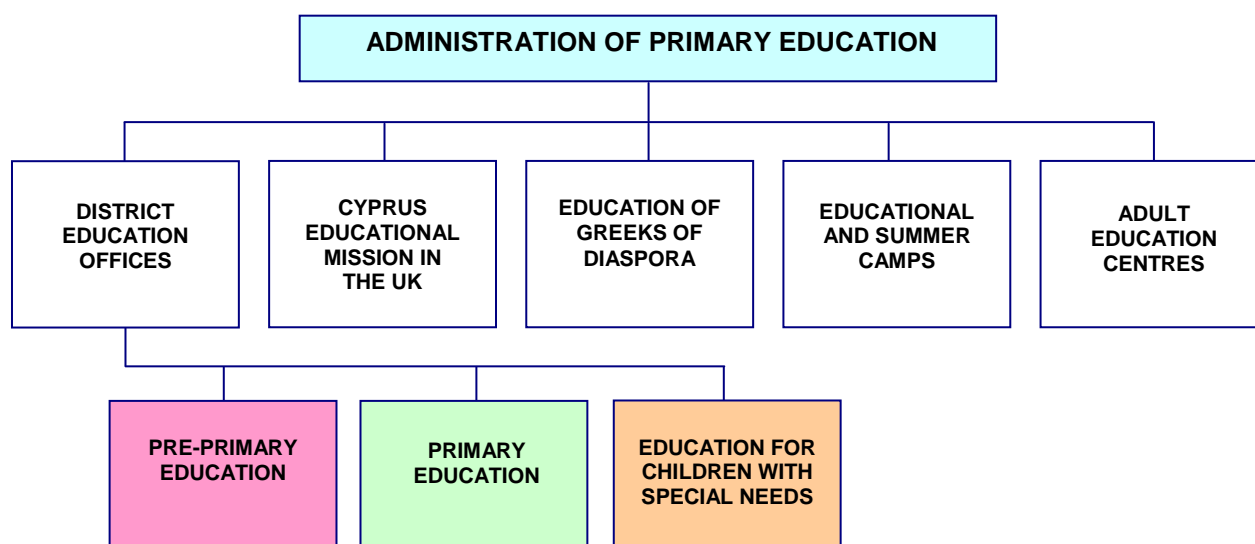 ADMINISTRATION OF PRIMARY EDUCATION
DISTRICT
EDUCATION
OFFICES
CYPRUS
EDUCATIONAL
MISSION IN
THE UK
EDUCATION OF
GREEKS OF
DIASPORA
EDUCATIONAL
AND SUMMER
CAMPS
ADULT
EDUCATION
CENTRES
PRE-PRIMARY
EDUCATION
PRIMARY
EDUCATION
EDUCATION FOR
CHILDREN WITH
SPECIAL NEEDS